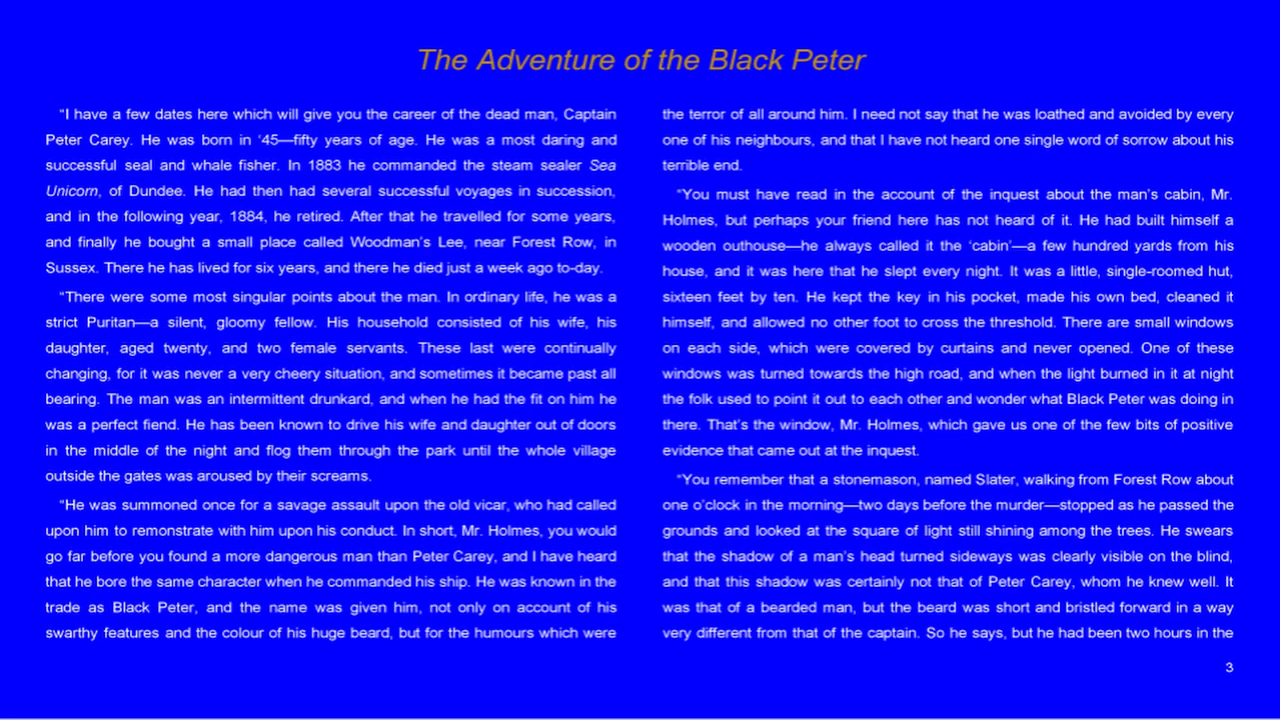 The Adventure of the Black Peter
“I have a few dates here which will give you the career of the dead man, Captain
Peter Carey. He was born in ‘45—fifty years of age. He was a most daring and
successful seal and whale fisher. In 1883 he commanded the steam sealer Sea
Unicorn, of Dundee. He had then had several successful voyages in succession,
and in the following year, 1884, he retired. After that he travelled for some years,
and finally he bought a small place called Woodman’s Lee, near Forest Row, in
Sussex. There he has lived for six years, and there he died just a week ago to-day.
“There were some most singular points about the man. In ordinary life, he was a
strict Puritan—a silent, gloomy fellow. His household consisted of his wife, his
daughter, aged twenty, and two female servants. These last were continually
changing, for it was never a very cheery situation, and sometimes it became past all
bearing. The man was an intermittent drunkard, and when he had the fit on him he
was a perfect fiend. He has been known to drive his wife and daughter out of doors
in the middle of the night and flog them through the park until the whole village
outside the gates was aroused by their screams.
“He was summoned once for a savage assault upon the old vicar, who had called
upon him to remonstrate with him upon his conduct. In short, Mr. Holmes, you would
go far before you found a more dangerous man than Peter Carey, and I have heard
that he bore the same character when he commanded his ship. He was known in the
trade as Black Peter, and the name was given him, not only on account of his
swarthy features and the colour of his huge beard, but for the humours which were
the terror of all around him. I need not say that he was loathed and avoided by every
one of his neighbours, and that I have not heard one single word of sorrow about his
terrible end.
“You must have read in the account of the inquest about the man’s cabin, Mr.
Holmes, but perhaps your friend here has not heard of it. He had built himself a
wooden outhouse—he always called it the ‘cabin’—a few hundred yards from his
house, and it was here that he slept every night. It was a little, single-roomed hut,
sixteen feet by ten. He kept the key in his pocket, made his own bed, cleaned it
himself, and allowed no other foot to cross the threshold. There are small windows
on each side, which were covered by curtains and never opened. One of these
windows was turned towards the high road, and when the light burned in it at night
the folk used to point it out to each other and wonder what Black Peter was doing in
there. That’s the window, Mr. Holmes, which gave us one of the few bits of positive
evidence that came out at the inquest.
“You remember that a stonemason, named Slater, walking from Forest Row about
one o’clock in the morning—two days before the murder—stopped as he passed the
grounds and looked at the square of light still shining among the trees. He swears
that the shadow of a man’s head turned sideways was clearly visible on the blind,
and that this shadow was certainly not that of Peter Carey, whom he knew well. It
was that of a bearded man, but the beard was short and bristled forward in a way
very different from that of the captain. So he says, but he had been two hours in the
3